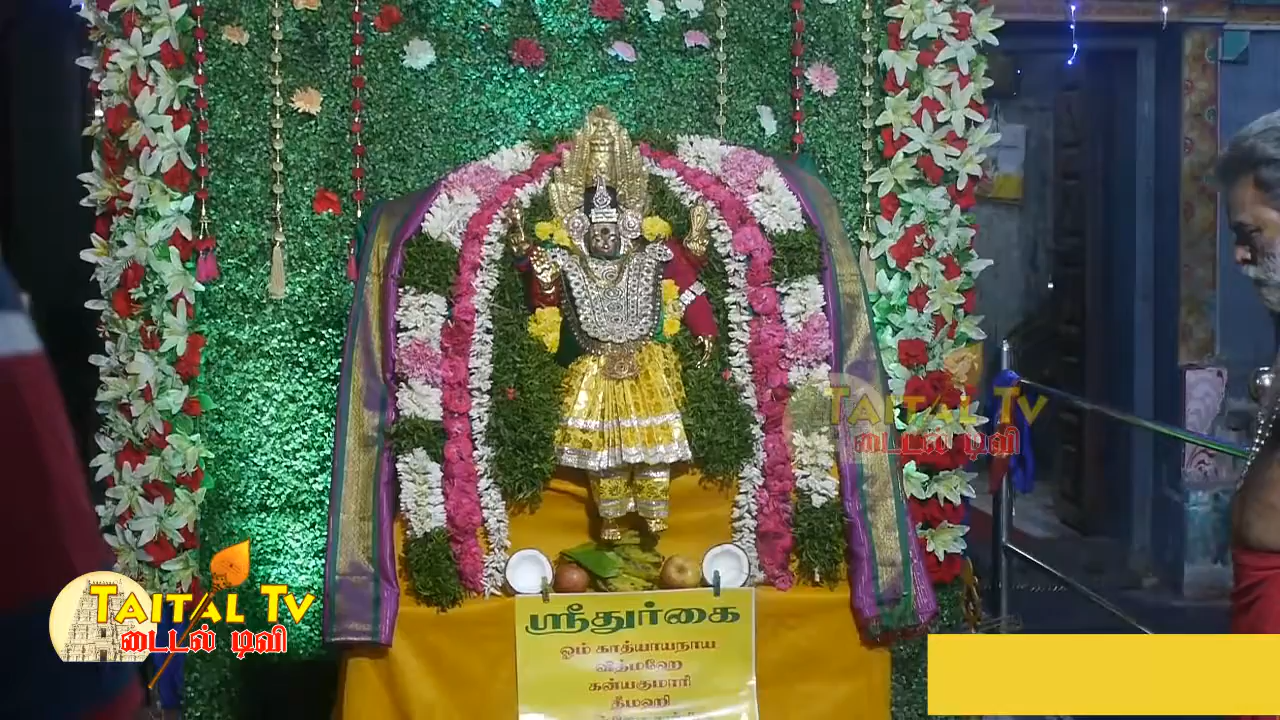 TAITAL TV
டைட்டல் டிவி
TAITAL TV
டைட்டல் டிவி
ஸ்ரீதுர்கை
ஓம் காத்யாயநாய
வித்மஹே
கன்யகுமாரி
தீமஹி